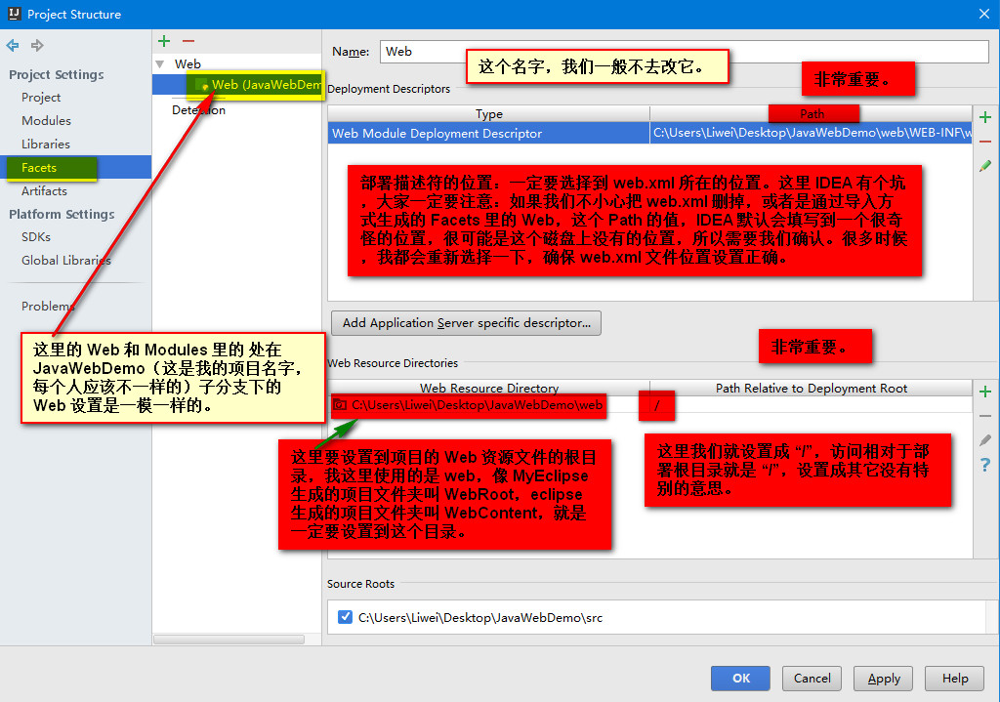 Project Structure
Project Settings
Project
Modules
Libraries
Facets
Artifacts
Platform Settings
SDKs
Global Libraries
Problems
Web
Web (JavaWebDem
Detection
这里的 Web 和 Modules 里的 处在
JavaWebDemo（这是我的项目名字，
每个人应该不一样的）子分支下的
Web 设置是一模一样的。
Name: Web
这个名字，我们一般不去改它。
非常重要。
Deployment Descriptors
Type Path
Web Module Deployment Descriptor C:\Users\Liwei\Desktop\JavaWebDemo\web\WEB-INF\w
部署描述符的位置：一定要选择到 web.xml 所在的位置。这里 IDEA 有个坑
，大家一定要注意：如果我们不小心把 web.xml 删掉，或者是通过导入方
式生成的 Facets 里的 Web，这个 Path 的值，IDEA 默认会填写到一个很奇
怪的位置，很可能是这个磁盘上没有的位置，所以需要我们确认。很多时候
，我都会重新选择一下，确保 web.xml 文件位置设置正确。
Add Application Server specific descriptor...
非常重要。
Web Resource Directories
Web Resource Directory Path Relative to Deployment Root
C:\Users\Liwei\Desktop\JavaWebDemo\web /
这里要设置到项目的 Web 资源文件的根目
录，我这里使用的是 web，像 MyEclipse
生成的项目文件夹叫 WebRoot，eclipse
生成的项目文件夹叫 WebContent，就是
一定要设置到这个目录。
这里我们就设置成 “/”，访问相对于部
署根目录就是 “/”，设置成其它没有特
别的意思。
Source Roots
C:\Users\Liwei\Desktop\JavaWebDemo\src
OK Cancel Apply Help